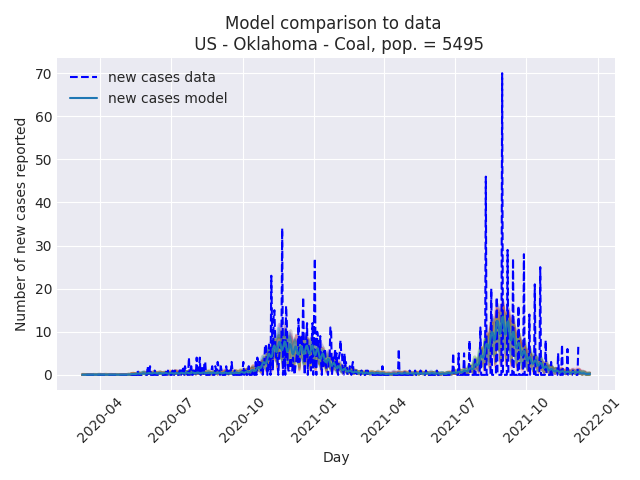 Model comparison to data
US - Oklahoma - Coal, pop. = 5495
new cases data
new cases model
Number of new cases reported
70
60
50
40
30
20
10
0
2020-04
2020-07
2020-10
2021-01
2021-04
2021-07
2021-10
2022-01
Day